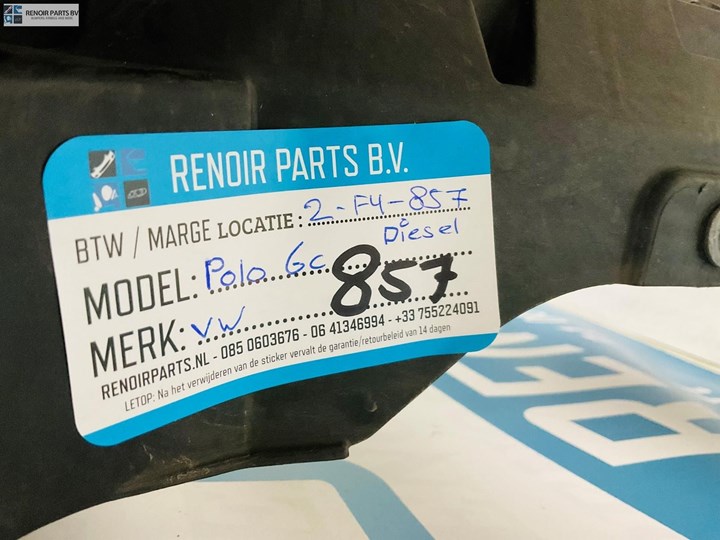 RENOIR PARTS BV
RENOIR PARTS B.V.
BTW / MARGE LOCATIE: 2-F4-857
Diesel
MODEL: Polo 6c
857
MERK: VW
RENOIRPARTS.NL - 085 0603676 - 06 41346994 - +33 755224091
LETOP: Na het verwijderen van de sticker vervalt de garantie/retourbeleid van 14 dagen